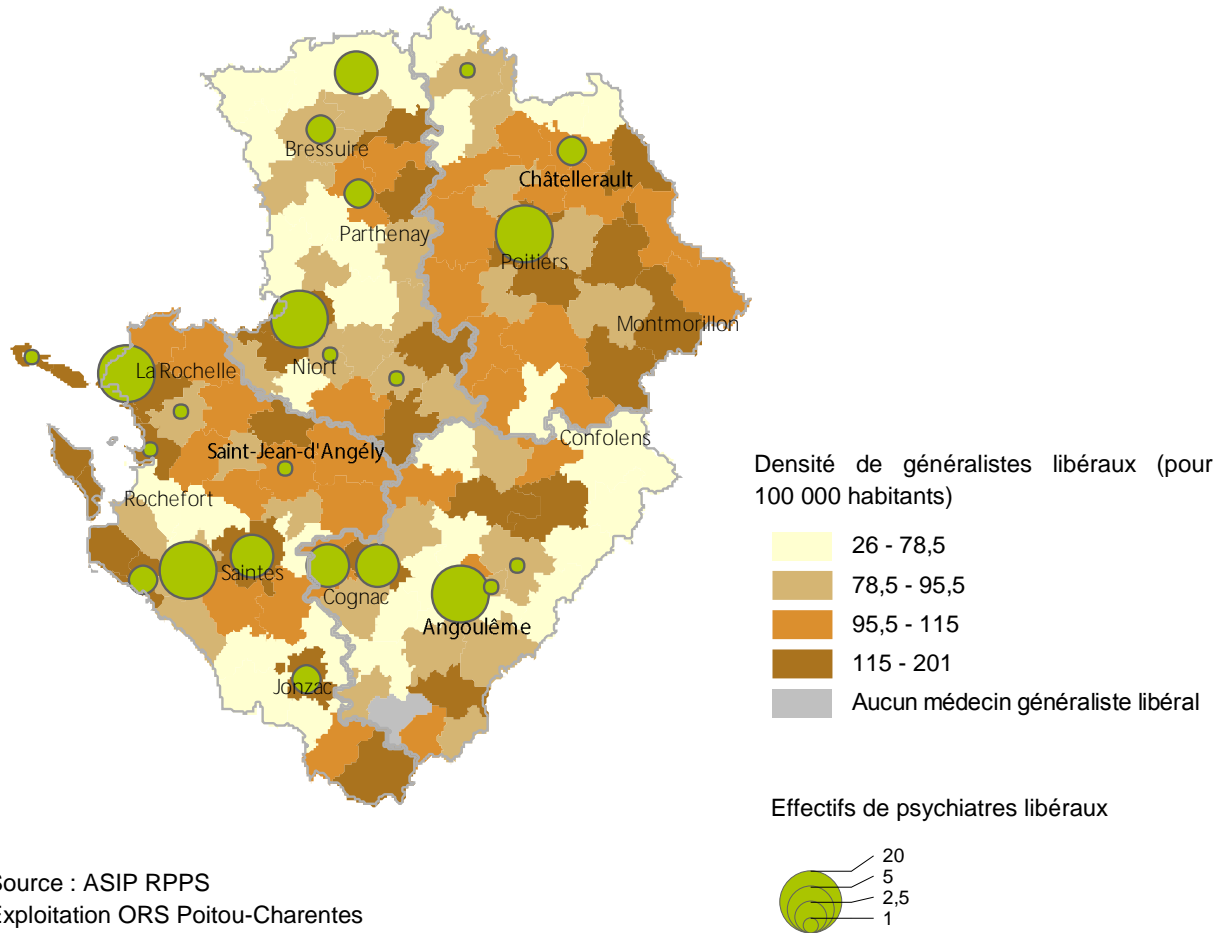 Bressuire
Châtellerault
Parthenay
Poitiers
Montmorillon
La Rochelle
Niort
Confolens
Saint-Jean-d'Angély
Rochefort
Saintes
Cognac
Angoulême
Jonzac
Densité de généralistes libéraux (pour
100 000 habitants)
26 - 78,5
78,5 - 95,5
95,5 - 115
115 - 201
Aucun médecin généraliste libéral
Effectifs de psychiatres libéraux
20
5
2,5
1
Source : ASIP RPPS
Exploitation ORS Poitou-Charentes